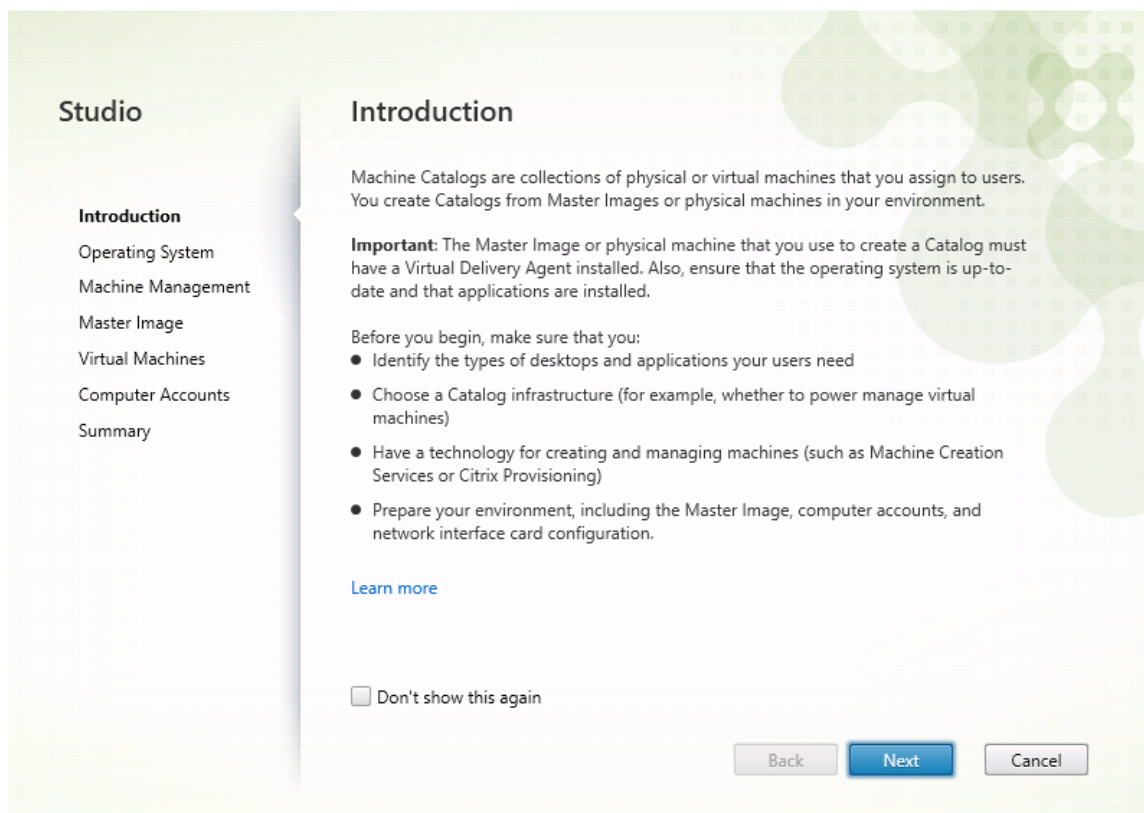 Studio
Introduction
Operating System
Machine Management
Master Image
Virtual Machines
Computer Accounts
Summary
Introduction
Machine Catalogs are collections of physical or virtual machines that you assign to users.
You create Catalogs from Master Images or physical machines in your environment.
Important: The Master Image or physical machine that you use to create a Catalog must
have a Virtual Delivery Agent installed. Also, ensure that the operating system is up-to-
date and that applications are installed.
Before you begin, make sure that you:
● Identify the types of desktops and applications your users need
● Choose a Catalog infrastructure (for example, whether to power manage virtual
machines)
● Have a technology for creating and managing machines (such as Machine Creation
Services or Citrix Provisioning)
● Prepare your environment, including the Master Image, computer accounts, and
network interface card configuration.
Learn more
Don't show this again
Back
Next
Cancel